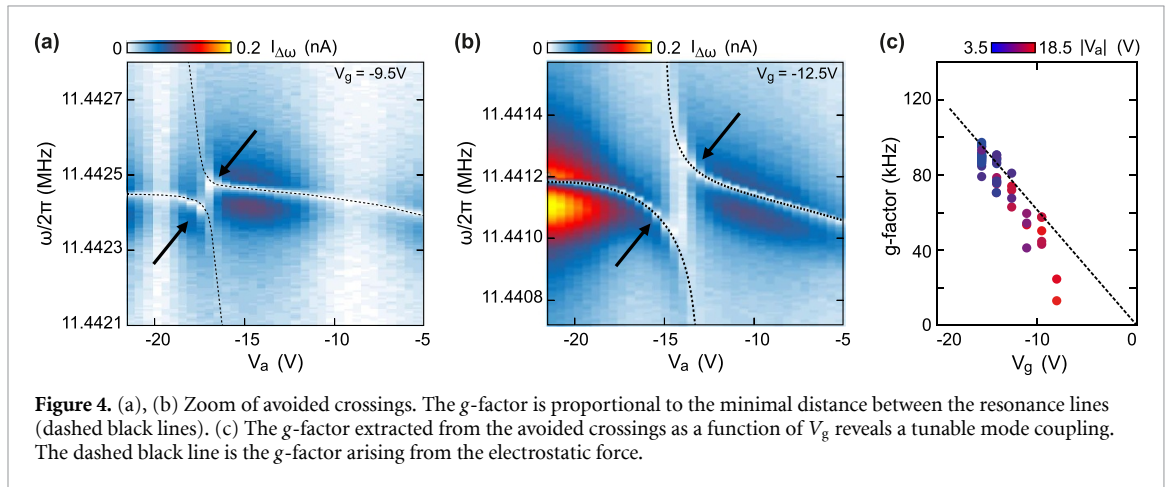 (a) 0 0.2 I_Δω (nA)
(b) 0 0.2 I_Δω (nA)
(c) 3.5 18.5 |V_a| (V)
V_g = -9.5V
ω/2π (MHz)
11.4427
11.4425
11.4423
11.4421
-20 -15 -10 -5
V_a (V)
V_g = -12.5V
ω/2π (MHz)
11.4414
11.4412
11.4410
11.4408
-20 -15 -10 -5
V_a (V)
g-factor (kHz)
120
80
40
0
-20 -10 0
V_g (V)
Figure 4. (a), (b) Zoom of avoided crossings. The g-factor is proportional to the minimal distance between the resonance lines
(dashed black lines). (c) The g-factor extracted from the avoided crossings as a function of V_g reveals a tunable mode coupling.
The dashed black line is the g-factor arising from the electrostatic force.